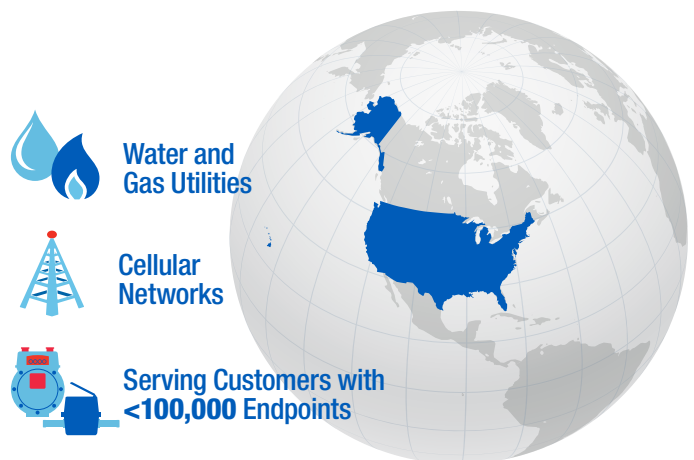 Water and
Gas Utilities
Cellular
Networks
Serving Customers with
<100,000 Endpoints